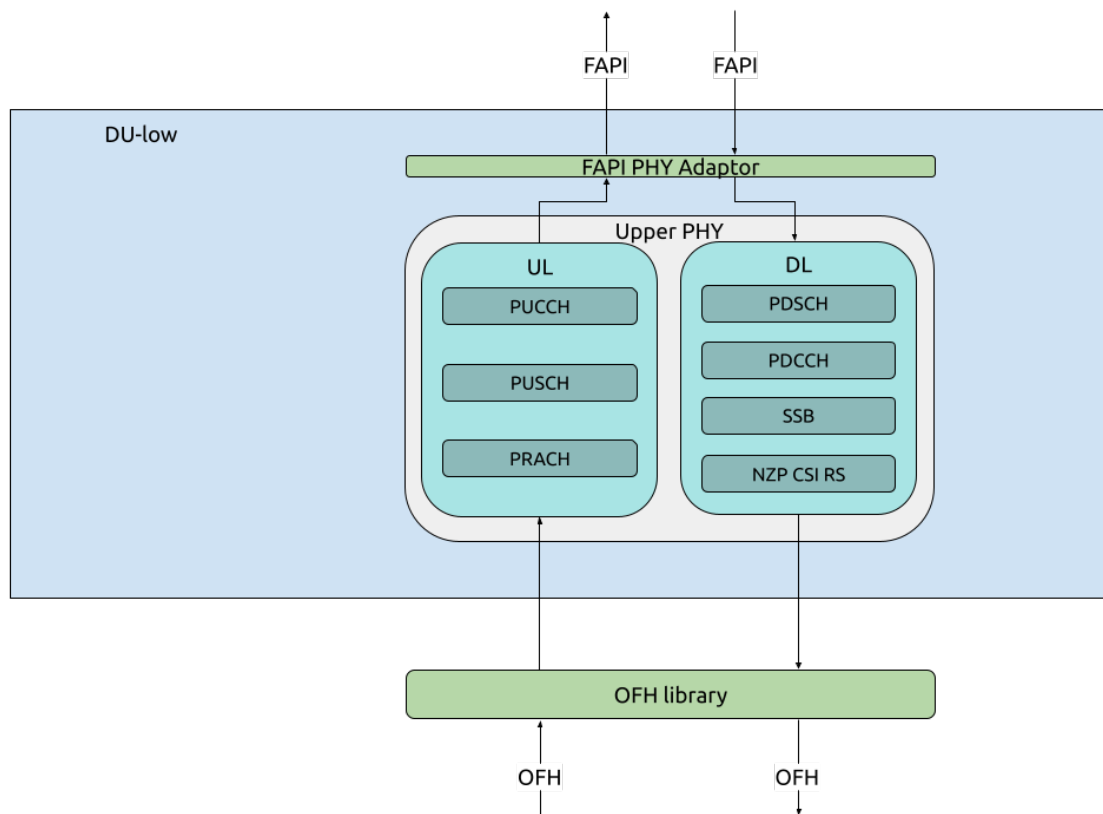 FAPI
FAPI
DU-low
FAPI PHY Adaptor
Upper PHY
UL
PUCCH
PUSCH
PRACH
DL
PDSCH
PDCCH
SSB
NZP CSI RS
OFH library
OFH
OFH